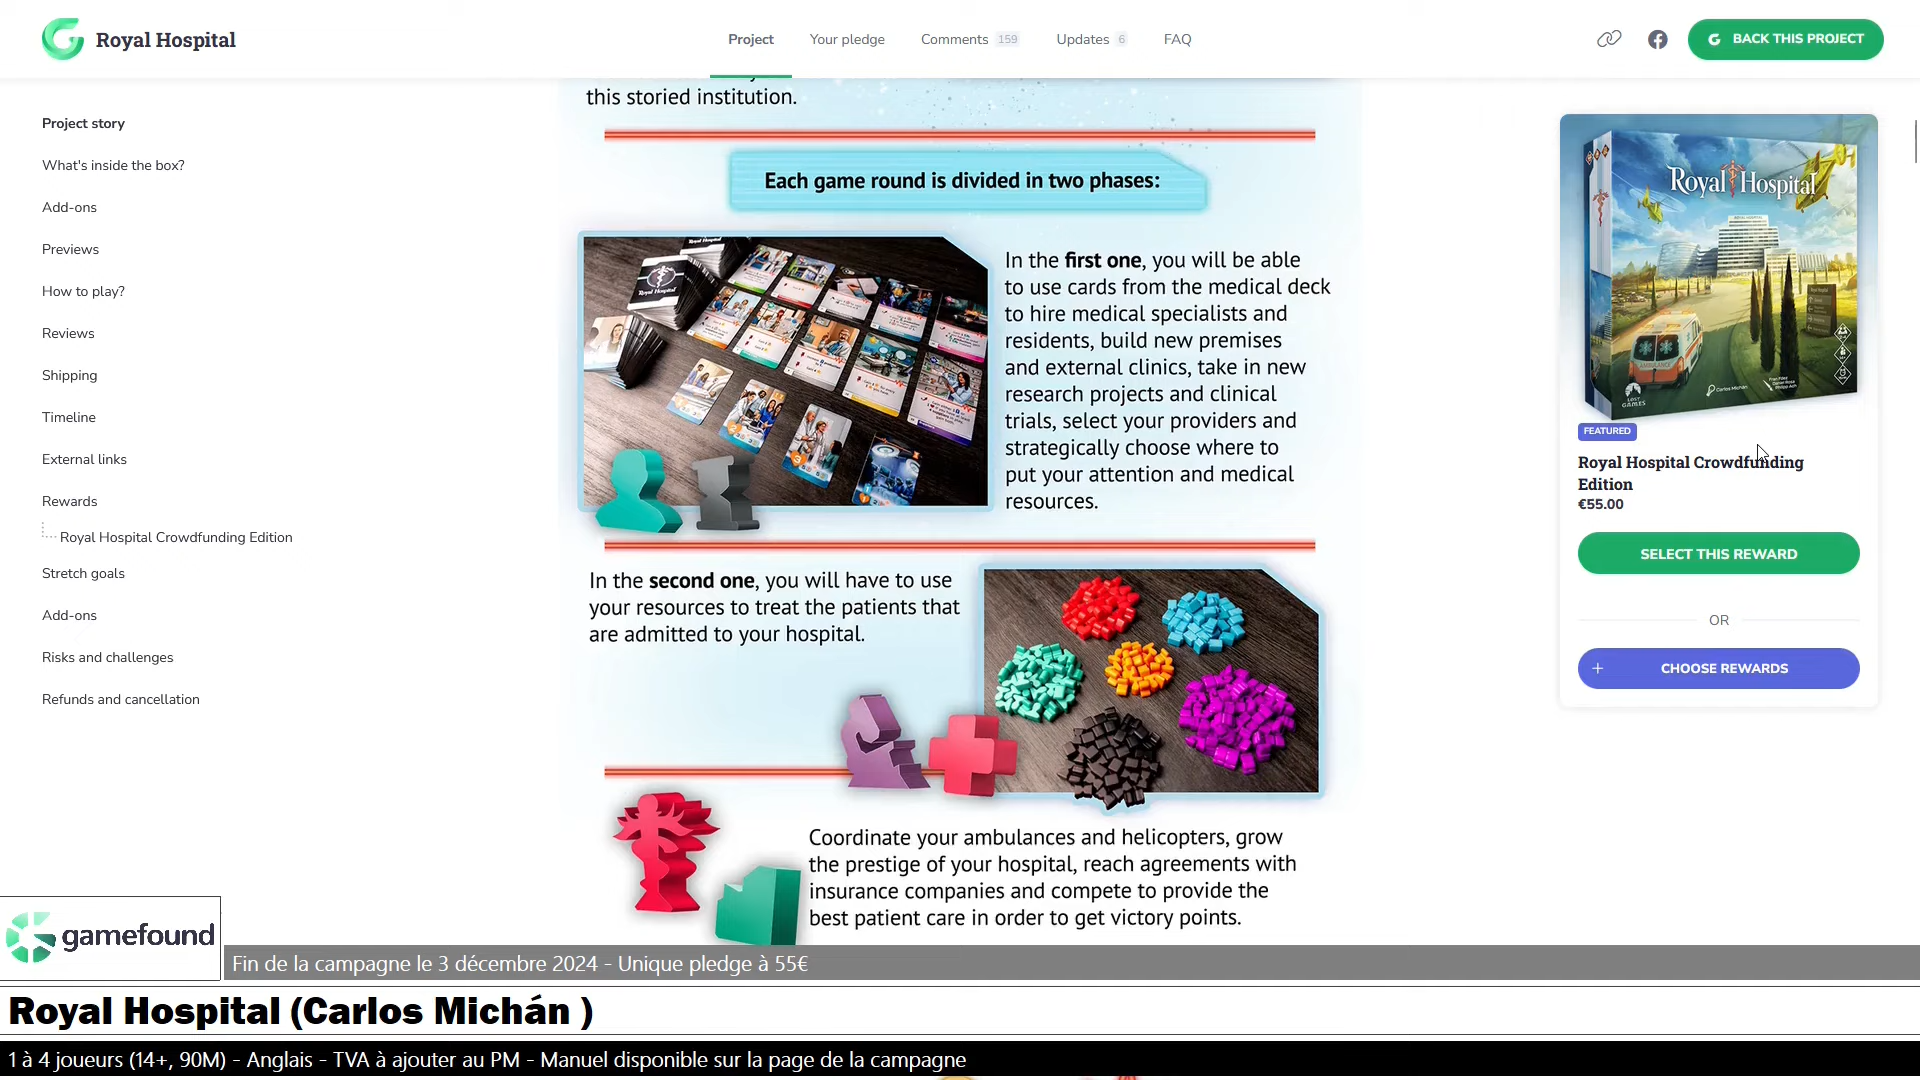 Royal Hospital
Project
Your pledge
Comments 159
Updates 6
FAQ
BACK THIS PROJECT
Project story
What's inside the box?
Add-ons
Previews
How to play?
Reviews
Shipping
Timeline
External links
Rewards
Royal Hospital Crowdfunding Edition
Stretch goals
Add-ons
Risks and challenges
Refunds and cancellation
this storied institution.
Each game round is divided in two phases:
In the first one, you will be able
to use cards from the medical deck
to hire medical specialists and
residents, build new premises
and external clinics, take in new
research projects and clinical
trials, select your providers and
strategically choose where to
put your attention and medical
resources.
Royal Hospital
In the second one, you will have to use
your resources to treat the patients that
are admitted to your hospital.
Coordinate your ambulances and helicopters, grow
the prestige of your hospital, reach agreements with
insurance companies and compete to provide the
best patient care in order to get victory points.
Royal Hospital
AMBULANCE
LOST GAMES
Carlos Michán
FEATURED
Royal Hospital Crowdfunding
Edition
€55.00
SELECT THIS REWARD
OR
+ CHOOSE REWARDS
gamefound
Fin de la campagne le 3 décembre 2024 - Unique pledge à 55€
Royal Hospital (Carlos Michán )
1 à 4 joueurs (14+, 90M) - Anglais - TVA à ajouter au PM - Manuel disponible sur la page de la campagne